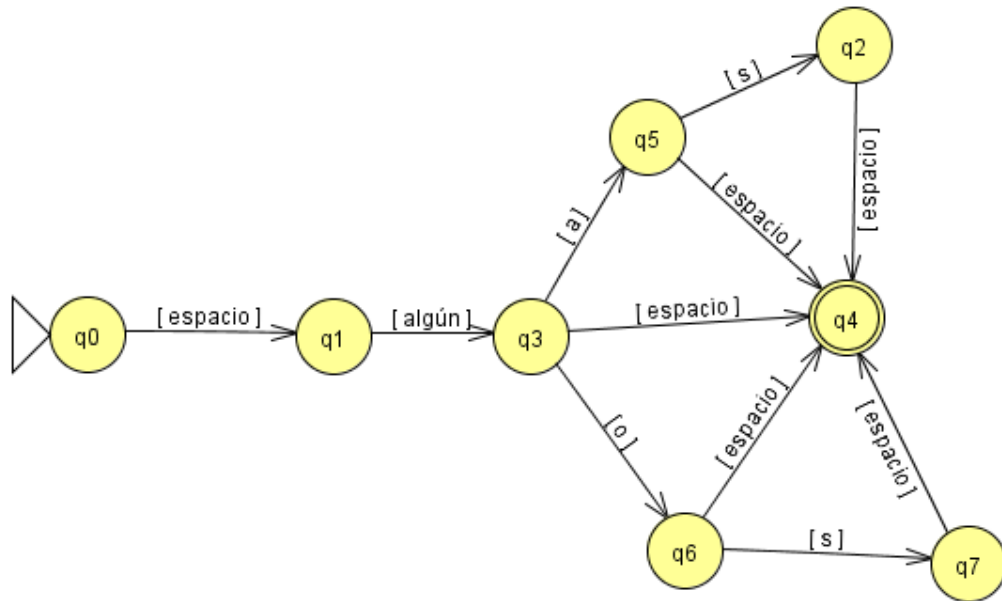 q2
[ s ]
q5
[ espacio ]
[ espacio ]
[ a ]
q0
[ espacio ]
q1
[ algún ]
q3
[ espacio ]
q4
[ o ]
[ espacio ]
[ espacio ]
q6
[ s ]
q7